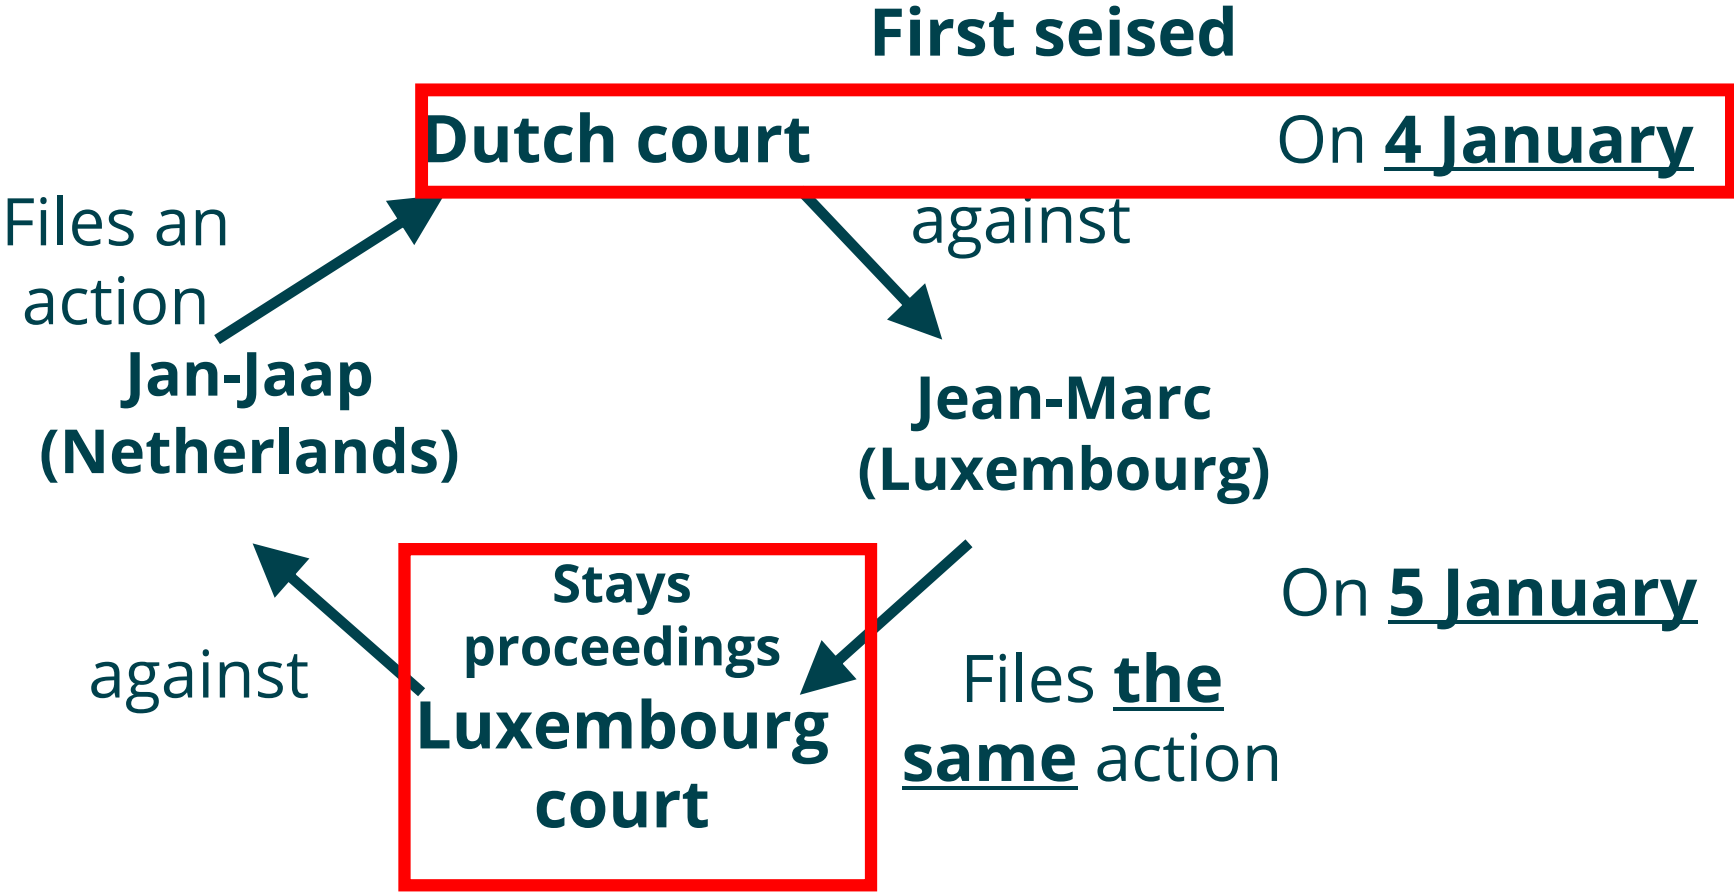 First seised
Dutch court
On 4 January
Files an
action
against
Jan-Jaap
(Netherlands)
Jean-Marc
(Luxembourg)
On 5 January
Stays
proceedings
Luxembourg
court
against
Files the
same action